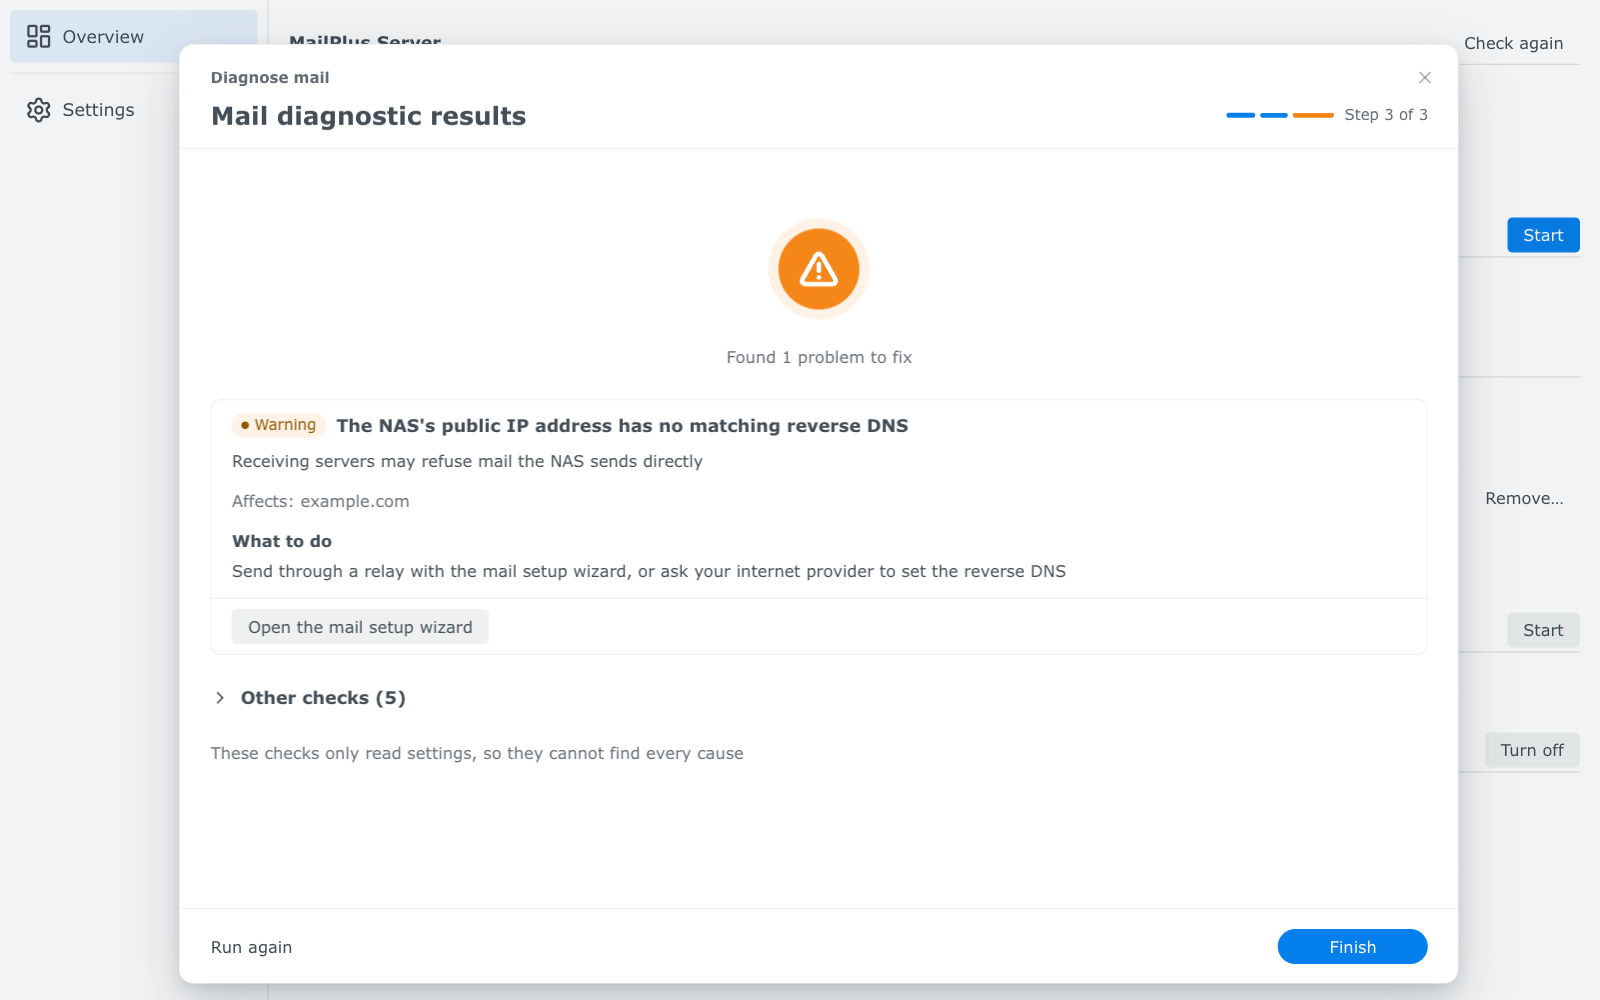 Overview
Settings
MailPlus Server
Check again
Diagnose mail
Mail diagnostic results
Step 3 of 3
Found 1 problem to fix
Warning
The NAS's public IP address has no matching reverse DNS
Receiving servers may refuse mail the NAS sends directly
Affects: example.com
What to do
Send through a relay with the mail setup wizard, or ask your internet provider to set the reverse DNS
Open the mail setup wizard
Other checks (5)
These checks only read settings, so they cannot find every cause
Run again
Finish
Start
Remove...
Start
Turn off